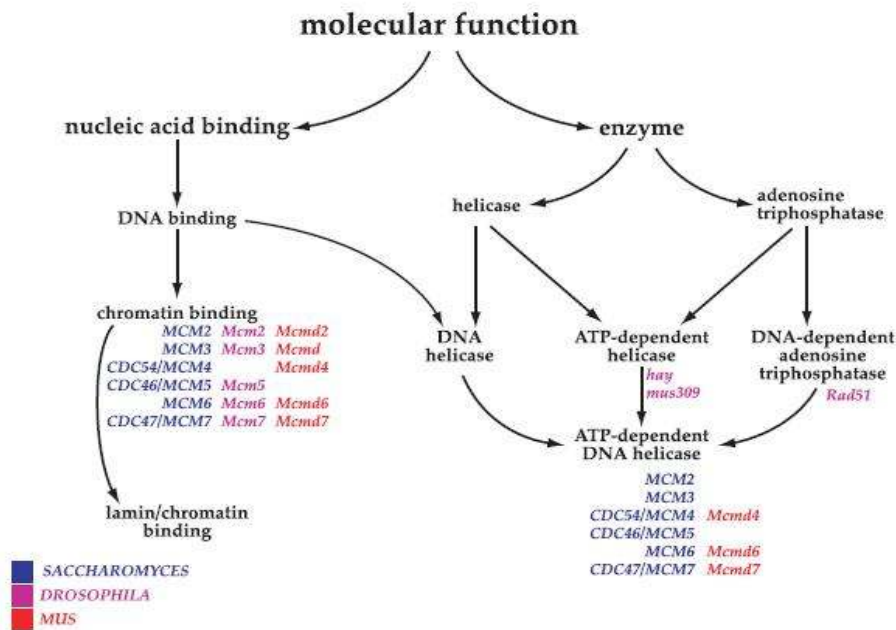 molecular function
nucleic acid binding
enzyme
DNA binding
helicase
adenosine
triphosphatase
chromatin binding
MCM2 Mcm2 Mcmd2
MCM3 Mcm3 Mcmd
CDC54/MCM4 Mcmd4
CDC46/MCM5 Mcm5
MCM6 Mcm6 Mcmd6
CDC47/MCM7 Mcm7 Mcmd7
DNA
helicase
ATP-dependent
helicase
hay
mus309
DNA-dependent
adenosine
triphosphatase
Rad51
ATP-dependent
DNA helicase
MCM2
MCM3
CDC54/MCM4 Mcmd4
CDC46/MCM5
MCM6 Mcmd6
CDC47/MCM7 Mcmd7
lamin/chromatin
binding
SACCHAROMYCES
DROSOPHILA
MUS